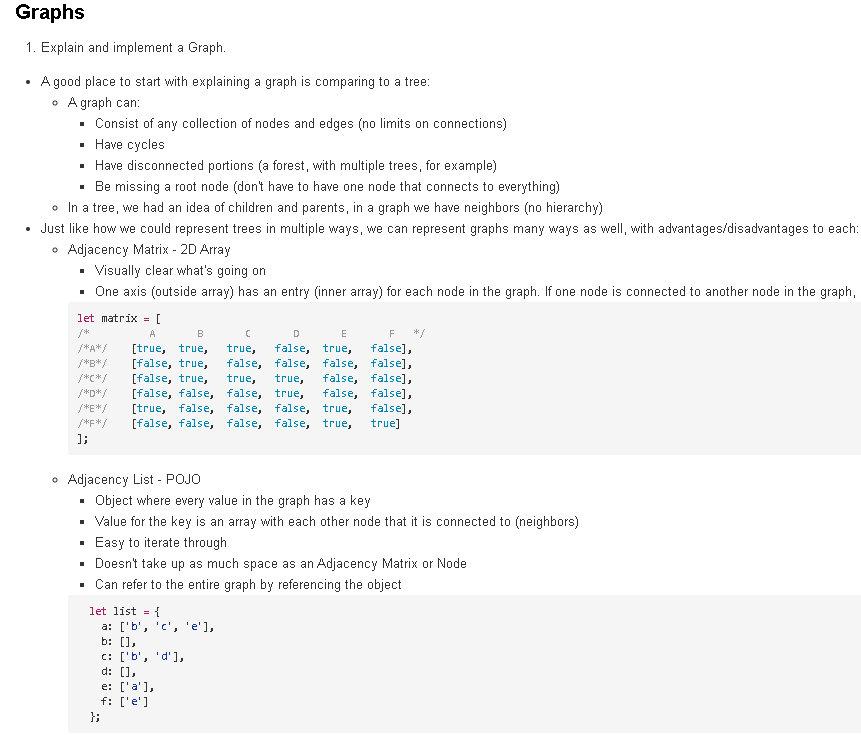 Graphs
1. Explain and implement a Graph.
• A good place to start with explaining a graph is comparing to a tree:
◦ A graph can:
▪ Consist of any collection of nodes and edges (no limits on connections)
▪ Have cycles
▪ Have disconnected portions (a forest, with multiple trees, for example)
▪ Be missing a root node (don't have to have one node that connects to everything)
◦ In a tree, we had an idea of children and parents, in a graph we have neighbors (no hierarchy)
• Just like how we could represent trees in multiple ways, we can represent graphs many ways as well, with advantages/disadvantages to each:
◦ Adjacency Matrix - 2D Array
▪ Visually clear what's going on
▪ One axis (outside array) has an entry (inner array) for each node in the graph. If one node is connected to another node in the graph,
let matrix = [
/*          A       B       C       D       E       F   */
/*A*/    [true,  true,   true,   false,  true,   false],
/*B*/    [false, true,   false,  false,  false,  false],
/*C*/    [false, true,   true,   true,   false,  false],
/*D*/    [false, false,  false,  true,   false,  false],
/*E*/    [true,  false,  false,  false,  true,   false],
/*F*/    [false, false,  false,  false,  true,   true]
];
◦ Adjacency List - POJO
▪ Object where every value in the graph has a key
▪ Value for the key is an array with each other node that it is connected to (neighbors)
▪ Easy to iterate through
▪ Doesn't take up as much space as an Adjacency Matrix or Node
▪ Can refer to the entire graph by referencing the object
let list = {
  a: ['b', 'c', 'e'],
  b: [],
  c: ['b', 'd'],
  d: [],
  e: ['a'],
  f: ['e']
};